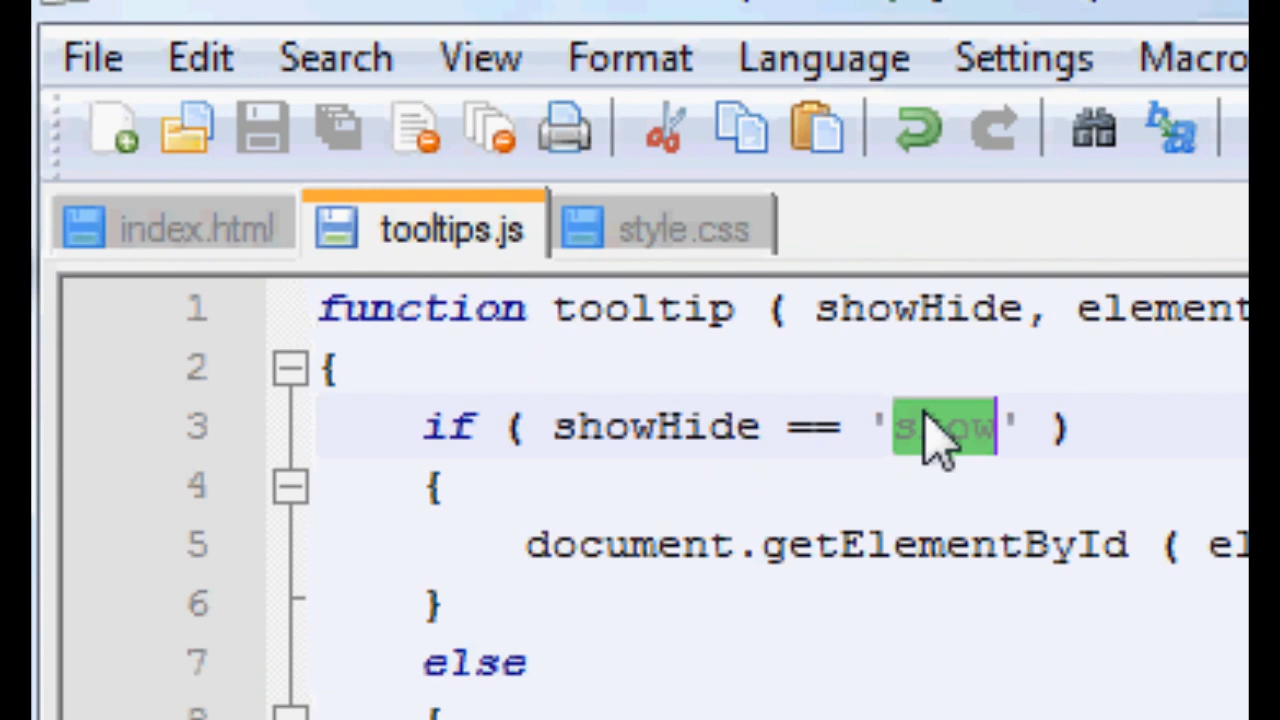 File Edit Search View Format Language Settings Macro
index.html tooltips.js style.css
1 function tooltip ( showHide, element
2 {
3 if ( showHide == 'show' )
4 {
5 document.getElementById ( el
6 }
7 else
8 {